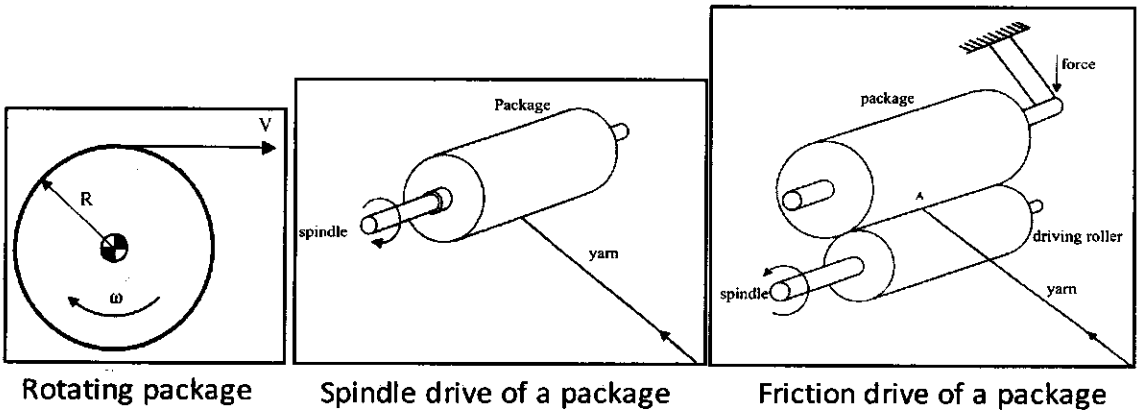 V
R
ω
Rotating package
Package
spindle
yarn
Spindle drive of a package
force
package
A
driving roller
spindle
yarn
Friction drive of a package